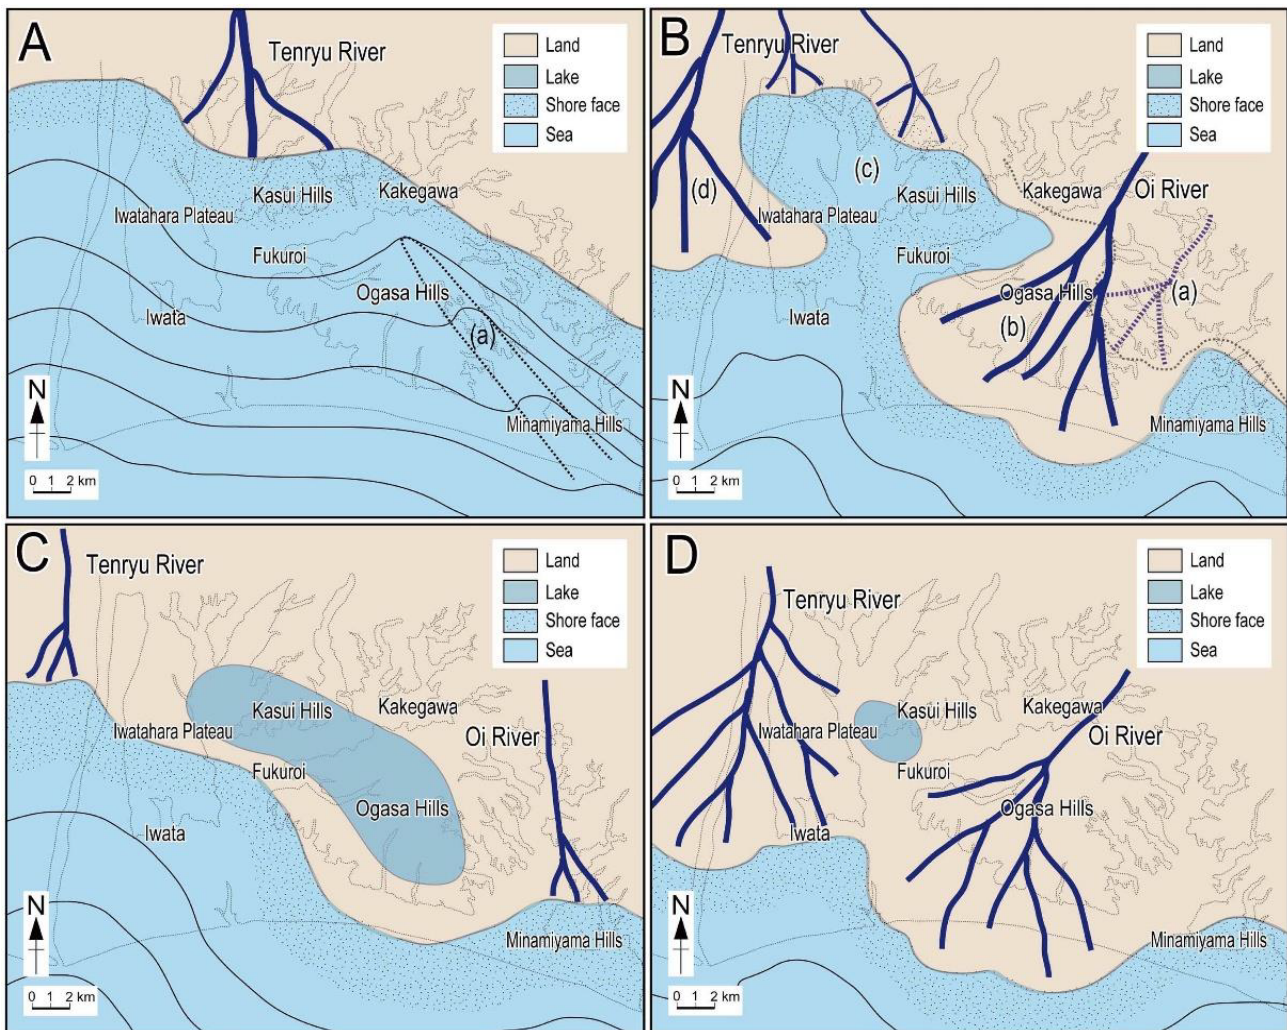 A
Tenryu River
Land
Lake
Shore face
Sea
Kasui Hills
Kakegawa
Iwatahara Plateau
Fukuroi
Ogasa Hills
Iwata
(a)
Minamiyama Hills
N
0 1 2 km
B
Tenryu River
Land
Lake
Shore face
Sea
(c)
(d)
Kasui Hills
Kakegawa
Oi River
Iwatahara Plateau
Fukuroi
Ogasa Hills
(a)
(b)
Iwata
Minamiyama Hills
N
0 1 2 km
C
Tenryu River
Land
Lake
Shore face
Sea
Kasui Hills
Kakegawa
Iwatahara Plateau
Oi River
Fukuroi
Ogasa Hills
Iwata
Minamiyama Hills
N
0 1 2 km
D
Tenryu River
Land
Lake
Shore face
Sea
Kasui Hills
Kakegawa
Iwatahara Plateau
Oi River
Fukuroi
Ogasa Hills
Iwata
Minamiyama Hills
N
0 1 2 km